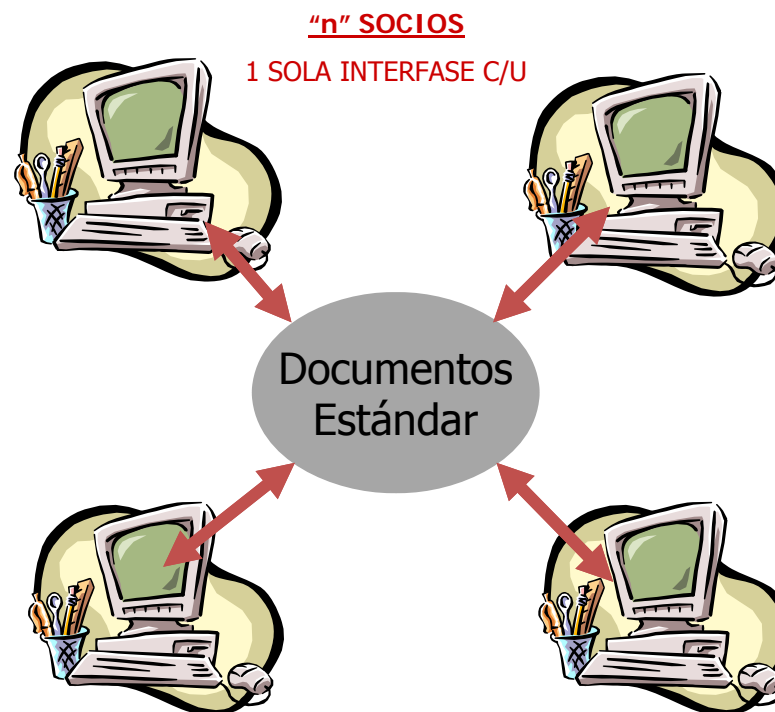 “n” SOCIOS
1 SOLA INTERFASE C/U
Documentos
Estándar